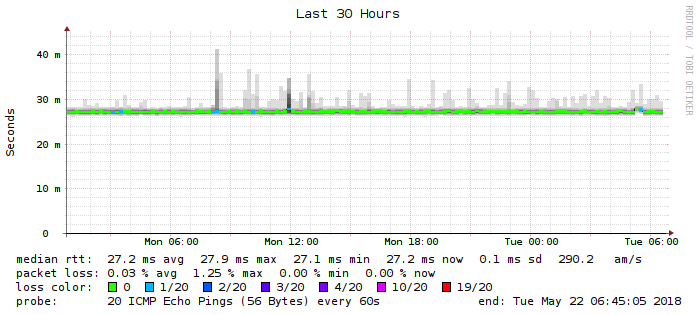 Last 30 Hours
RRDTOOL / TOBI OETIKER
Seconds
40 m
30 m
20 m
10 m
0
Mon 06:00 Mon 12:00 Mon 18:00 Tue 00:00 Tue 06:00
median rtt: 27.2 ms avg 27.9 ms max 27.1 ms min 27.2 ms now 0.1 ms sd 290.2 am/s
packet loss: 0.03 % avg 1.25 % max 0.00 % min 0.00 % now
loss color: 0 1/20 2/20 3/20 4/20 10/20 19/20
probe: 20 ICMP Echo Pings (56 Bytes) every 60s end: Tue May 22 06:45:05 2018